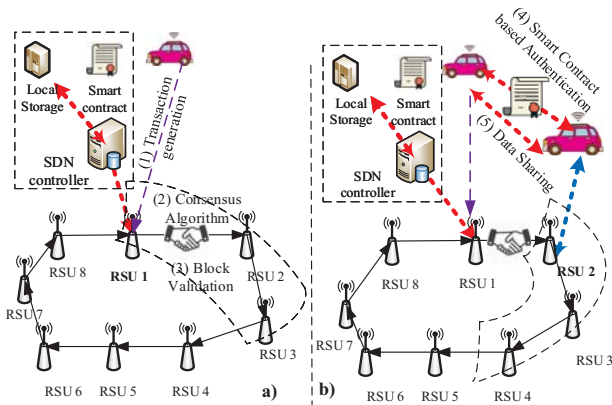 Local
Storage
Smart
contract
SDN
controller
(1) Transaction
generation
(2) Consensus
Algorithm
(3) Block
Validation
RSU 8
RSU 1
RSU 2
RSU 7
RSU 3
RSU 6
RSU 5
RSU 4
a)
Local
Storage
Smart
contract
SDN
controller
(4) Smart Contract
based Authentication
(5) Data Sharing
RSU 8
RSU 1
RSU 2
RSU 7
RSU 3
RSU 6
RSU 5
RSU 4
b)